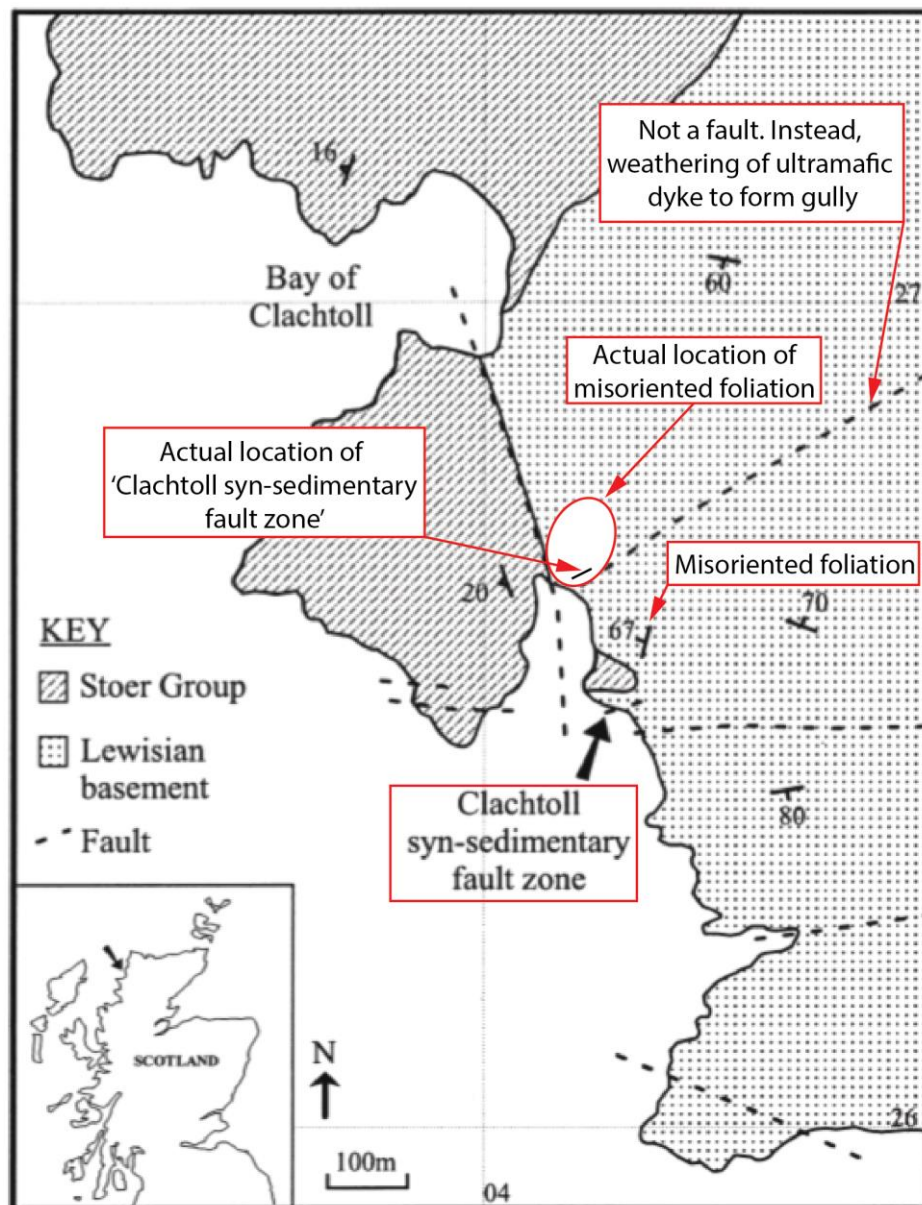 Not a fault. Instead,
weathering of ultramafic
dyke to form gully
16
60
27
Bay of
Clachtoll
Actual location of
misoriented foliation
Actual location of
‘Clachtoll syn-sedimentary
fault zone’
20
Misoriented foliation
67
70
KEY
Stoer Group
Lewisian
basement
Fault
Clachtoll
syn-sedimentary
fault zone
80
SCOTLAND
N
100m
04
26